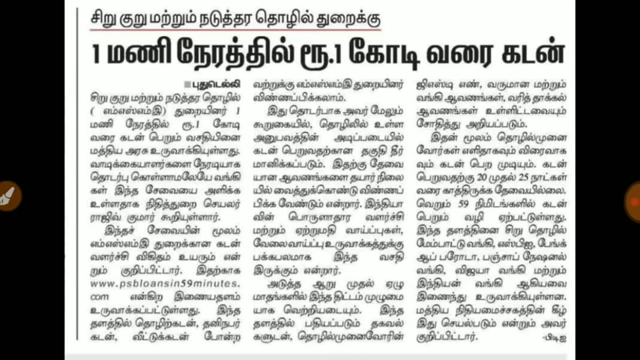 சிறு குறு மற்றும் நடுத்தர தொழில் துறைக்கு
1 மணி நேரத்தில் ரூ.1 கோடி வரை கடன்
புதுடெல்லி
சிறு குறு மற்றும் நடுத்தர தொழில்
(எம்எஸ்எம்இ) துறையினர் 1
மணி நேரத்தில் ரூ.1 கோடி
வரை கடன் பெறும் வசதியினை
மத்திய அரசு உருவாக்கியுள்ளது.
வாடிக்கையாளர்களை நேரடியாக
தொடர்பு கொள்ளாமலேயே வங்கி
கள் இந்த சேவையை அளிக்க
உள்ளதாக நிதித்துறை செயலர்
ராஜிவ் குமார் கூறியுள்ளார்.
இந்தச் சேவையின் மூலம்
எம்எஸ்எம்இ துறைக்கான கடன்
வளர்ச்சி விகிதம் உயரும் என்
றும் குறிப்பிட்டார். இதற்காக
www.psbloansin59minutes.
com என்கிற இணையதளம்
உருவாக்கப்பட்டுள்ளது. இந்த
தளத்தில் தொழிற்கடன், தனிநபர்
கடன், வீட்டுக்கடன் போன்ற
வற்றுக்கு எம்எஸ்எம்இ துறையினர்
விண்ணப்பிக்கலாம்.
இது தொடர்பாக அவர் மேலும்
கூறுகையில், தொழிலில் உள்ள
அனுபவத்தின் அடிப்படையில்
கடன் பெறுவதற்கான தகுதி தீர்
மானிக்கப்படும். இதற்கு தேவை
யான ஆவணங்களை தயார் நிலை
யில் வைத்துக்கொண்டு விண்ணப்
பிக்க வேண்டும் என்றார். இந்தியா
வின் பொருளாதார வளர்ச்சி
மற்றும் ஏற்றுமதி வாய்ப்புகள்,
வேலைவாய்ப்பு உருவாக்கத்துக்கு
பக்கபலமாக இந்த வசதி
இருக்கும் என்றார்.
அடுத்த ஆறு முதல் ஏழு
மாதங்களில் இந்த திட்டம் முழுமை
யாக வெற்றியடையும். இந்த
தளத்தில் பதியப்படும் தகவல்
களுடன், தொழில்முனைவோரின்
ஜிஎஸ்டி எண், வருமான மற்றும்
வங்கி ஆவணங்கள், வரித் தாக்கல்
ஆவணங்கள் உள்ளிட்டவையும்
சோதித்து அறியப்படும்.
இதன் மூலம் தொழில்முனை
வோர்கள் எளிதாகவும் விரைவாக
வும் கடன் பெற முடியும். கடன்
பெறுவதற்கு 20 முதல் 25 நாட்கள்
வரை காத்திருக்க தேவையில்லை.
வெறும் 59 நிமிடங்களில் கடன்
பெறும் வழி ஏற்பட்டுள்ளது.
இந்த தளத்தினை சிறு தொழில்
மேம்பாட்டு வங்கி, எஸ்பிஐ, பேங்க்
ஆப் பரோடா, பஞ்சாப் நேஷனல்
வங்கி, விஜயா வங்கி மற்றும்
இந்தியன் வங்கி ஆகியவை
இணைந்து உருவாக்கியுள்ளன.
மத்திய நிதியமைச்சகத்தின் கீழ்
இது செயல்படும் என்றும் அவர்
குறிப்பிட்டார். -பிடிஐ